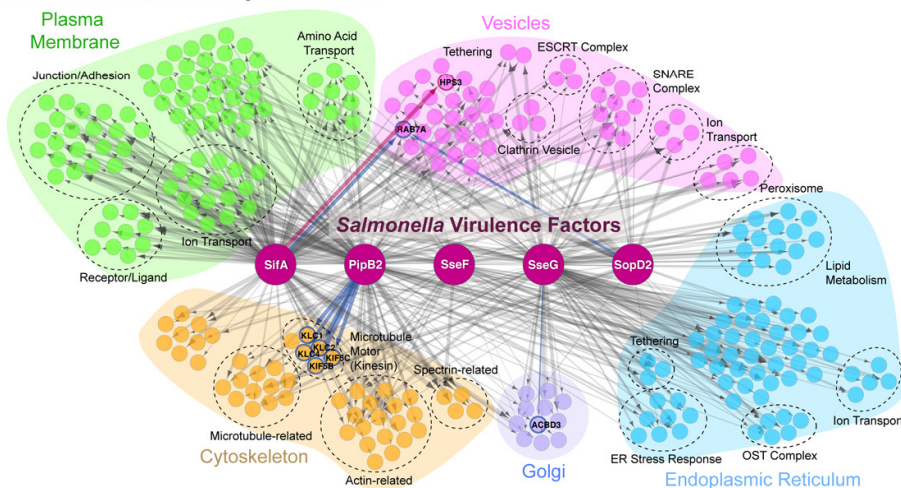 Plasma
Membrane
Vesicles
Amino Acid
Transport
Tethering
ESCRT Complex
Junction/Adhesion
SNARE
Complex
HPS3
RAB7A
Ion
Transport
Clathrin Vesicle
Peroxisome
Salmonella Virulence Factors
Ion Transport
Receptor/Ligand
SifA
PipB2
SseF
SseG
SopD2
Lipid
Metabolism
KLC1
KLC2
KLC4
KIF5C
KIF5B
Microtubule
Motor
(Kinesin)
Tethering
Spectrin-related
ACBD3
Ion Transport
Microtubule-related
Cytoskeleton
Actin-related
Golgi
ER Stress Response
OST Complex
Endoplasmic Reticulum